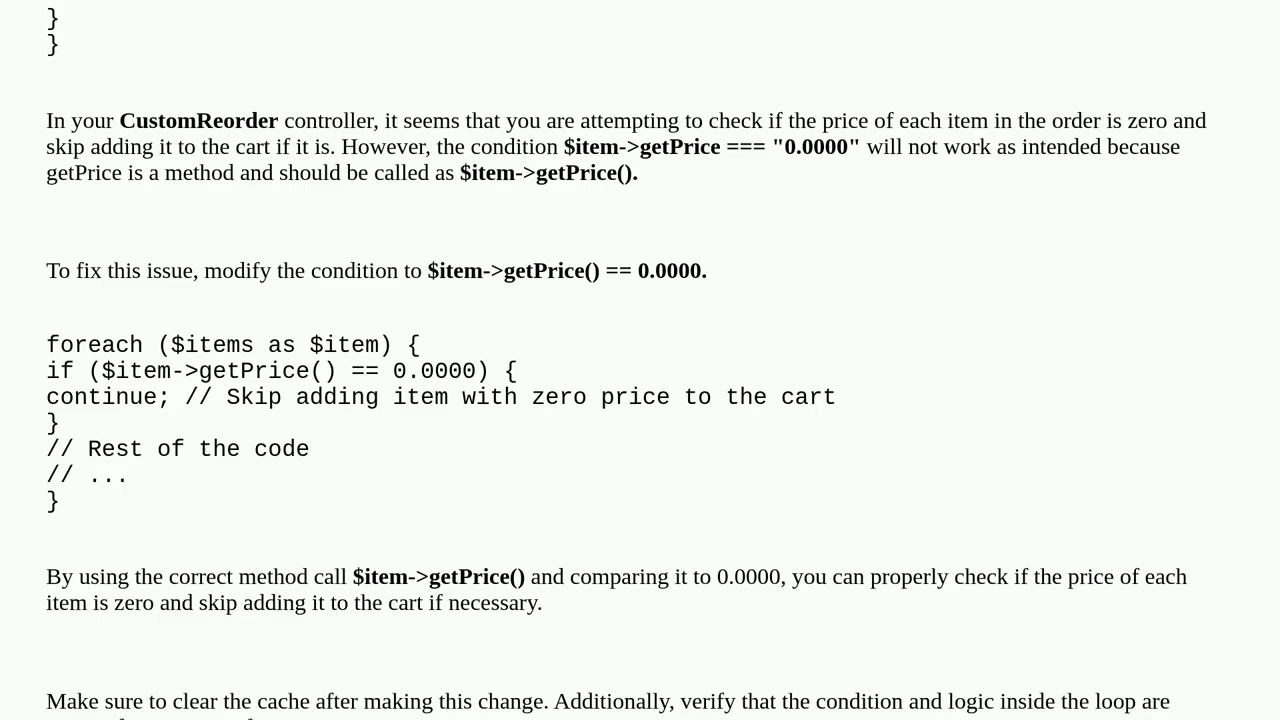 }
}
In your CustomReorder controller, it seems that you are attempting to check if the price of each item in the order is zero and
skip adding it to the cart if it is. However, the condition $item->getPrice === "0.0000" will not work as intended because
getPrice is a method and should be called as $item->getPrice().
To fix this issue, modify the condition to $item->getPrice() == 0.0000.
foreach ($items as $item) {
if ($item->getPrice() == 0.0000) {
continue; // Skip adding item with zero price to the cart
}
// Rest of the code
// ...
}
By using the correct method call $item->getPrice() and comparing it to 0.0000, you can properly check if the price of each
item is zero and skip adding it to the cart if necessary.
Make sure to clear the cache after making this change. Additionally, verify that the condition and logic inside the loop are